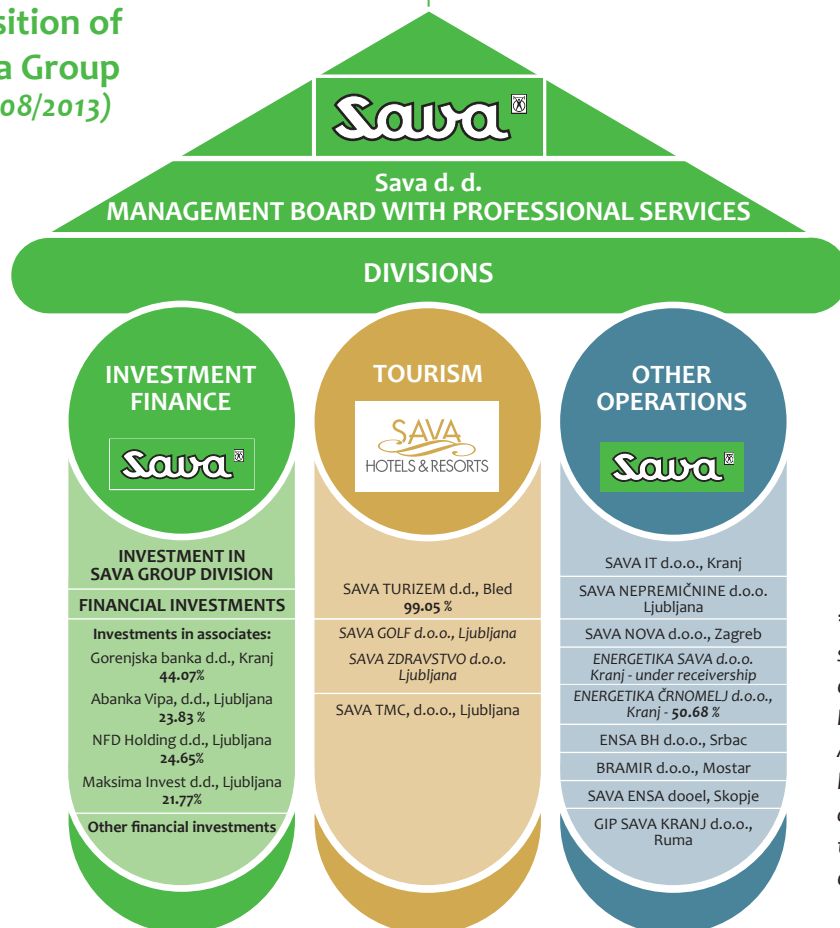 sition of
a Group
08/2013)
Sava
Sava d. d.
MANAGEMENT BOARD WITH PROFESSIONAL SERVICES
DIVISIONS
INVESTMENT
FINANCE
Sava
INVESTMENT IN
SAVA GROUP DIVISION
FINANCIAL INVESTMENTS
Investments in associates:
Gorenjska banka d.d., Kranj
44.07%
Abanka Vipa, d.d., Ljubljana
23.83 %
NFD Holding d.d., Ljubljana
24.65%
Maksima Invest d.d., Ljubljana
21.77%
Other financial investments
TOURISM
SAVA
HOTELS & RESORTS
SAVA TURIZEM d.d., Bled
99.05 %
SAVA GOLF d.o.o., Ljubljana
SAVA ZDRAVSTVO d.o.o.
Ljubljana
SAVA TMC, d.o.o., Ljubljana
OTHER
OPERATIONS
Sava
SAVA IT d.o.o., Kranj
SAVA NEPREMIČNINE d.o.o.
Ljubljana
SAVA NOVA d.o.o., Zagreb
ENERGETIKA SAVA d.o.o.
Kranj - under receivership
ENERGETIKA ČRNOMELJ d.o.o.,
Kranj - 50.68 %
ENSA BH d.o.o., Srbac
BRAMIR d.o.o., Mostar
SAVA ENSA dooel, Skopje
GIP SAVA KRANJ d.o.o.,
Ruma